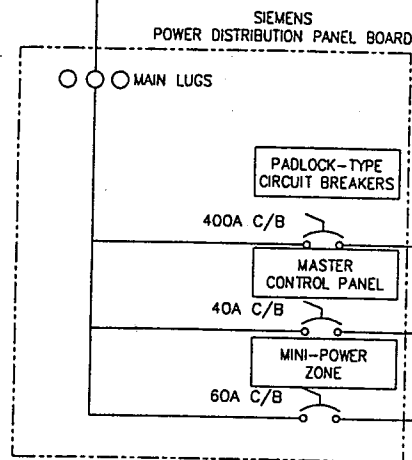 SIEMENS
POWER DISTRIBUTION PANEL BOARD
MAIN LUGS
PADLOCK-TYPE
CIRCUIT BREAKERS
400A C/B
MASTER
CONTROL PANEL
40A C/B
MINI-POWER
ZONE
60A C/B